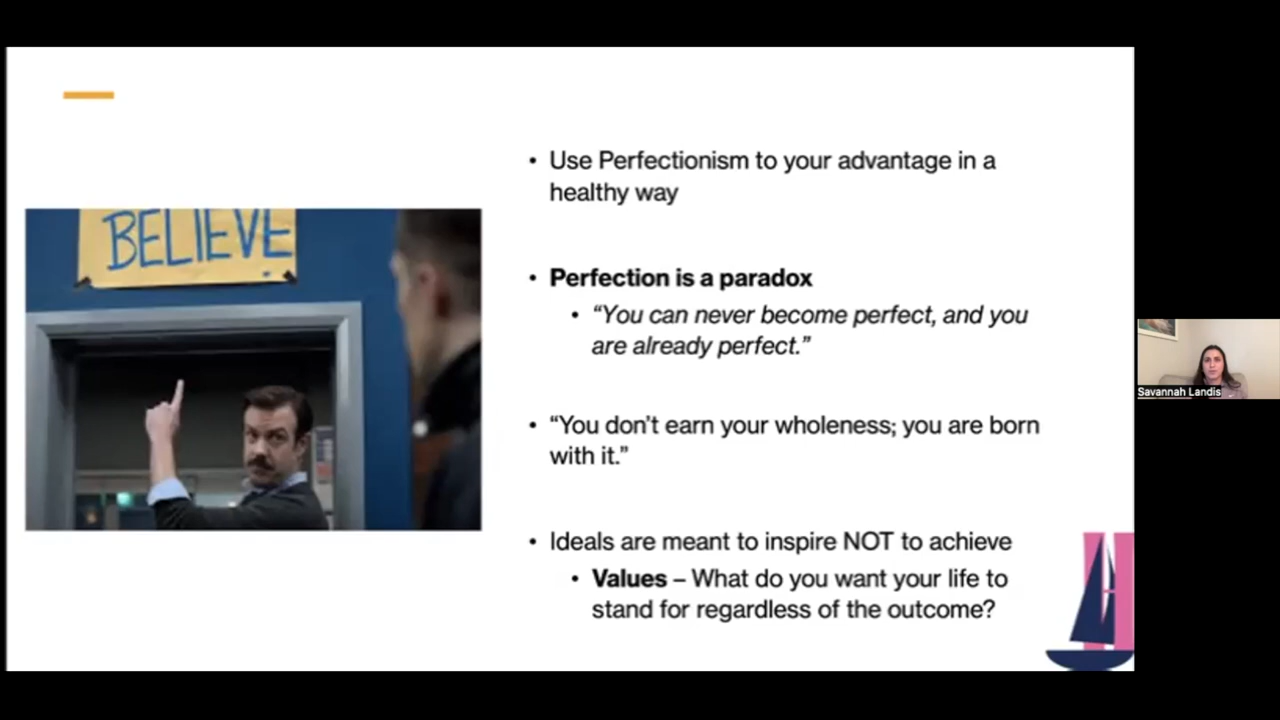 BELIEVE
• Use Perfectionism to your advantage in a
healthy way
• Perfection is a paradox
• “You can never become perfect, and you
are already perfect.”
• “You don’t earn your wholeness; you are born
with it.”
• Ideals are meant to inspire NOT to achieve
• Values – What do you want your life to
stand for regardless of the outcome?
H
Savannah Landis